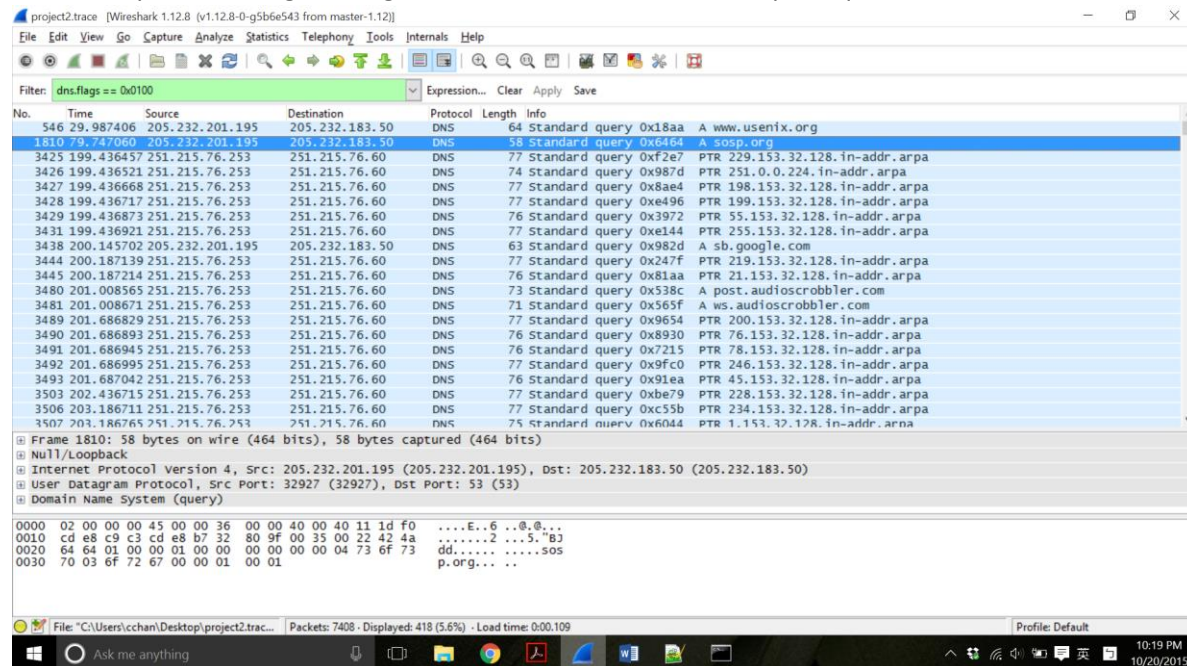 project2.trace [Wireshark 1.12.8 (v1.12.8-0-g5b6e543 from master-1.12)]
File Edit View Go Capture Analyze Statistics Telephony Tools Internals Help
Filter: dns.flags == 0x0100 Expression... Clear Apply Save
No. Time Source Destination Protocol Length Info
546 29.987406 205.232.201.195 205.232.183.50 DNS 64 Standard query 0x18aa A www.usenix.org
1810 79.747060 205.232.201.195 205.232.183.50 DNS 58 Standard query 0x6464 A sosp.org
3425 199.436457 251.215.76.253 251.215.76.60 DNS 77 Standard query 0xf2e7 PTR 229.153.32.128.in-addr.arpa
3426 199.436521 251.215.76.253 251.215.76.60 DNS 74 Standard query 0x987d PTR 251.0.0.224.in-addr.arpa
3427 199.436668 251.215.76.253 251.215.76.60 DNS 77 Standard query 0x8ae4 PTR 198.153.32.128.in-addr.arpa
3428 199.436717 251.215.76.253 251.215.76.60 DNS 77 Standard query 0xe496 PTR 199.153.32.128.in-addr.arpa
3429 199.436873 251.215.76.253 251.215.76.60 DNS 76 Standard query 0x3972 PTR 55.153.32.128.in-addr.arpa
3431 199.436921 251.215.76.253 251.215.76.60 DNS 77 Standard query 0xe144 PTR 255.153.32.128.in-addr.arpa
3438 200.145702 205.232.201.195 205.232.183.50 DNS 63 Standard query 0x982d A sb.google.com
3444 200.187139 251.215.76.253 251.215.76.60 DNS 77 Standard query 0x247f PTR 219.153.32.128.in-addr.arpa
3445 200.187214 251.215.76.253 251.215.76.60 DNS 76 Standard query 0x81aa PTR 21.153.32.128.in-addr.arpa
3480 201.008565 251.215.76.253 251.215.76.60 DNS 73 Standard query 0x538c A post.audioscrobbler.com
3481 201.008671 251.215.76.253 251.215.76.60 DNS 71 Standard query 0x565f A ws.audioscrobbler.com
3489 201.686829 251.215.76.253 251.215.76.60 DNS 77 Standard query 0x9654 PTR 200.153.32.128.in-addr.arpa
3490 201.686893 251.215.76.253 251.215.76.60 DNS 76 Standard query 0x8930 PTR 76.153.32.128.in-addr.arpa
3491 201.686945 251.215.76.253 251.215.76.60 DNS 76 Standard query 0x7215 PTR 78.153.32.128.in-addr.arpa
3492 201.686995 251.215.76.253 251.215.76.60 DNS 77 Standard query 0x9fc0 PTR 246.153.32.128.in-addr.arpa
3493 201.687042 251.215.76.253 251.215.76.60 DNS 76 Standard query 0x91ea PTR 45.153.32.128.in-addr.arpa
3503 202.436715 251.215.76.253 251.215.76.60 DNS 77 Standard query 0xbe79 PTR 228.153.32.128.in-addr.arpa
3506 203.186711 251.215.76.253 251.215.76.60 DNS 77 Standard query 0xc55b PTR 234.153.32.128.in-addr.arpa
3507 203.186765 251.215.76.253 251.215.76.60 DNS 75 Standard query 0x6044 PTR 1.153.32.128.in-addr.arpa
Frame 1810: 58 bytes on wire (464 bits), 58 bytes captured (464 bits)
Null/Loopback
Internet Protocol Version 4, Src: 205.232.201.195 (205.232.201.195), Dst: 205.232.183.50 (205.232.183.50)
User Datagram Protocol, Src Port: 32927 (32927), Dst Port: 53 (53)
Domain Name System (query)
0000 02 00 00 00 45 00 00 36 00 00 40 00 40 11 1d f0 ....E..6 ..@.@...
0010 cd e8 c9 c3 cd e8 b7 32 80 9f 00 35 00 22 42 4a .......2 ...5."BJ
0020 64 64 01 00 00 01 00 00 00 00 00 00 04 73 6f 73 dd...... .....sos
0030 70 03 6f 72 67 00 00 01 00 01 p.org... ..
File: "C:\Users\cchan\Desktop\project2.trac... Packets: 7408 · Displayed: 418 (5.6%) · Load time: 0:00.109 Profile: Default
Ask me anything 英 10:19 PM
10/20/2015